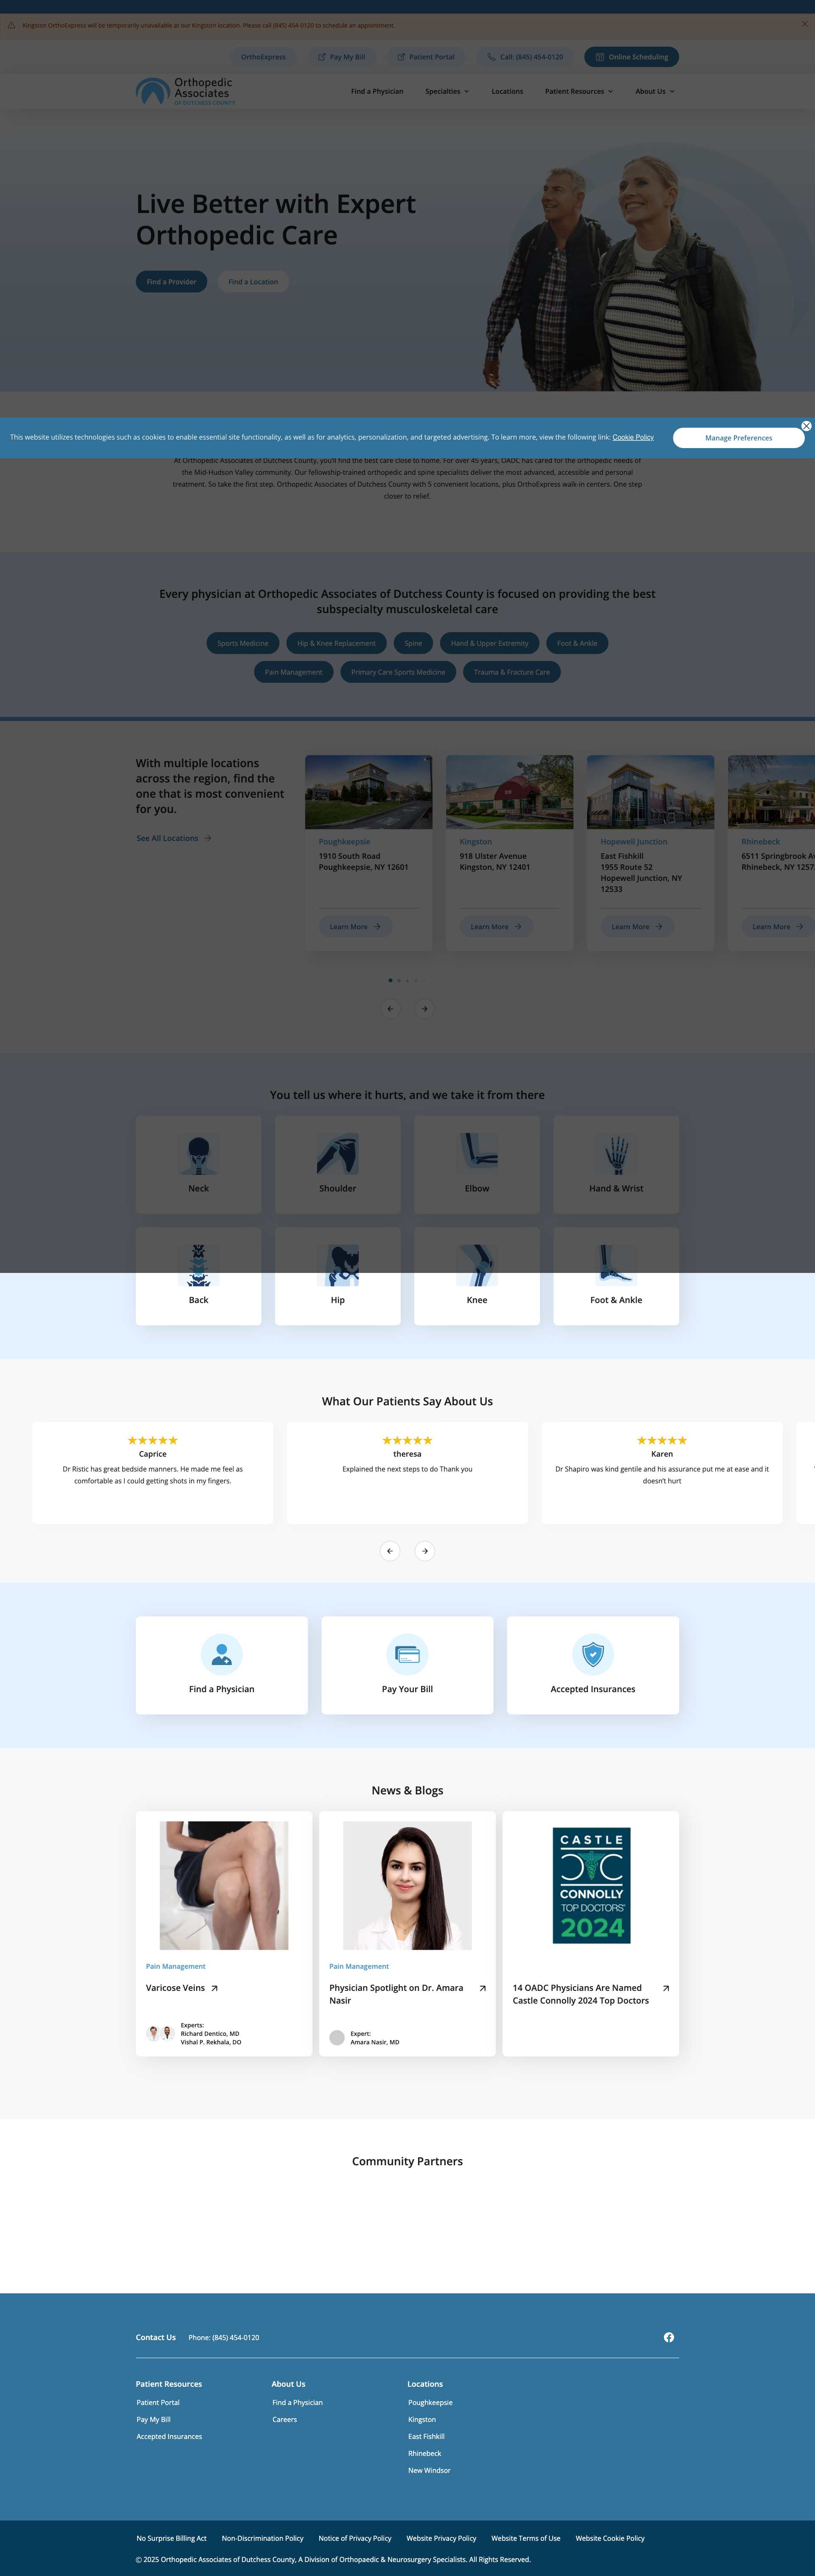 Kingston OrthoExpress will be temporarily unavailable at our Kingston location. Please call (845) 454-0120 to schedule an appointment.
OrthoExpress
Pay My Bill
Patient Portal
Call: (845) 454-0120
Online Scheduling
Orthopedic
Associates
OF DUTCHESS COUNTY
Find a Physician
Specialties
Locations
Patient Resources
About Us
Live Better with Expert
Orthopedic Care
Find a Provider
Find a Location
This website utilizes technologies such as cookies to enable essential site functionality, as well as for analytics, personalization, and targeted advertising. To learn more, view the following link: Cookie Policy
Manage Preferences
At Orthopedic Associates of Dutchess County, you'll find the best care close to home. For over 45 years, OADC has cared for the orthopedic needs of
the Mid-Hudson Valley community. Our fellowship-trained orthopedic and spine specialists deliver the most advanced, accessible and personal
treatment. So take the first step. Orthopedic Associates of Dutchess County with 5 convenient locations, plus OrthoExpress walk-in centers. One step
closer to relief.
Every physician at Orthopedic Associates of Dutchess County is focused on providing the best
subspecialty musculoskeletal care
Sports Medicine
Hip & Knee Replacement
Spine
Hand & Upper Extremity
Foot & Ankle
Pain Management
Primary Care Sports Medicine
Trauma & Fracture Care
With multiple locations
across the region, find the
one that is most convenient
for you.
See All Locations
Poughkeepsie
1910 South Road
Poughkeepsie, NY 12601
Learn More
Kingston
918 Ulster Avenue
Kingston, NY 12401
Learn More
Hopewell Junction
East Fishkill
1955 Route 52
Hopewell Junction, NY
12533
Learn More
Rhinebeck
6511 Springbrook
Rhinebeck, NY
Learn More
You tell us where it hurts, and we take it from there
Neck
Shoulder
Elbow
Hand & Wrist
Back
Hip
Knee
Foot & Ankle
What Our Patients Say About Us
Caprice
Dr Ristic has great bedside manners. He made me feel as
comfortable as I could getting shots in my fingers.
theresa
Explained the next steps to do Thank you
Karen
Dr Shapiro was kind gentile and his assurance put me at ease and it
doesn't hurt
Find a Physician
Pay Your Bill
Accepted Insurances
News & Blogs
Pain Management
Varicose Veins
Experts:
Richard Dentico, MD
Vishal P. Rekhala, DO
Pain Management
Physician Spotlight on Dr. Amara
Nasir
Expert:
Amara Nasir, MD
CASTLE
CONNOLLY
TOP DOCTORS
2024
14 OADC Physicians Are Named
Castle Connolly 2024 Top Doctors
Community Partners
Contact Us
Phone: (845) 454-0120
Patient Resources
Patient Portal
Pay My Bill
Accepted Insurances
About Us
Find a Physician
Careers
Locations
Poughkeepsie
Kingston
East Fishkill
Rhinebeck
New Windsor
No Surprise Billing Act
Non-Discrimination Policy
Notice of Privacy Policy
Website Privacy Policy
Website Terms of Use
Website Cookie Policy
© 2025 Orthopedic Associates of Dutchess County, A Division of Orthopaedic & Neurosurgery Specialists. All Rights Reserved.